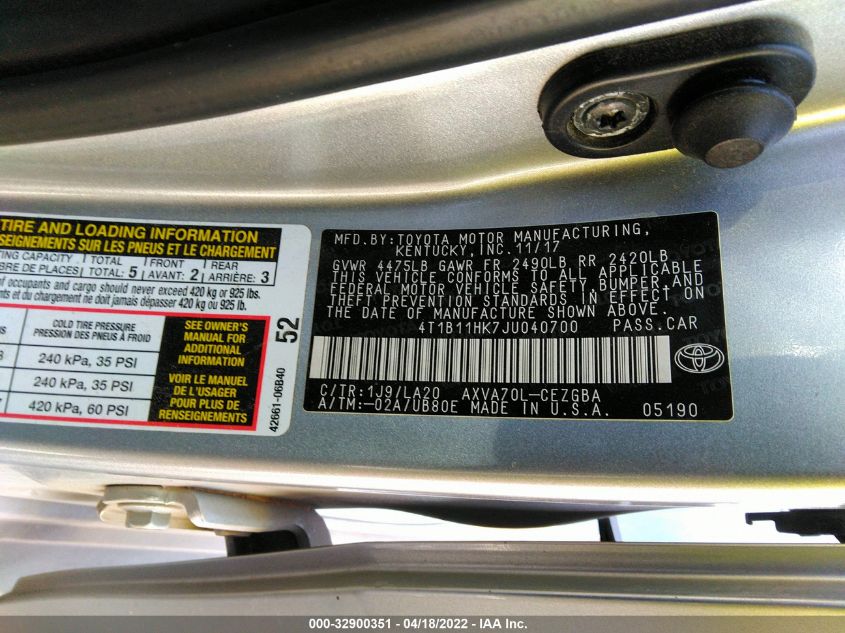 TIRE AND LOADING INFORMATION
SEIGNEMENTS SUR LES PNEUS ET LE CHARGEMENT
TING CAPACITY TOTAL FRONT REAR
BRE DE PLACES: TOTAL: 5 AVANT: 2 ARRIÈRE: 3
of occupants and cargo should never exceed 420 kg or 925 lbs.
ts et du chargement ne doit jamais dépasser 420 kg ou 925 lb.
COLD TIRE PRESSURE
PRESSION DES PNEUS À FROID
240 kPa, 35 PSI
240 kPa, 35 PSI
420 kPa, 60 PSI
SEE OWNER'S
MANUAL FOR
ADDITIONAL
INFORMATION
VOIR LE MANUEL
DE L'USAGER
POUR PLUS DE
RENSEIGNEMENTS
52
42661-06B40
MFD.BY:TOYOTA MOTOR MANUFACTURING,
KENTUCKY,INC.11/17
GVWR 4475LB GAWR FR 2490LB RR 2420LB
THIS VEHICLE CONFORMS TO ALL APPLICABLE
FEDERAL MOTOR VEHICLE SAFETY,BUMPER,AND
THEFT PREVENTION STANDARDS IN EFFECT ON
THE DATE OF MANUFACTURE SHOWN ABOVE.
4T1B11HK7JU040700 PASS.CAR
C/TR:1J9/LA20 AXVA70L-CEZGBA
A/TM:-02A/UB80E MADE IN U.S.A. 05190
TOYOTA
000-32900351 - 04/18/2022 - IAA Inc.